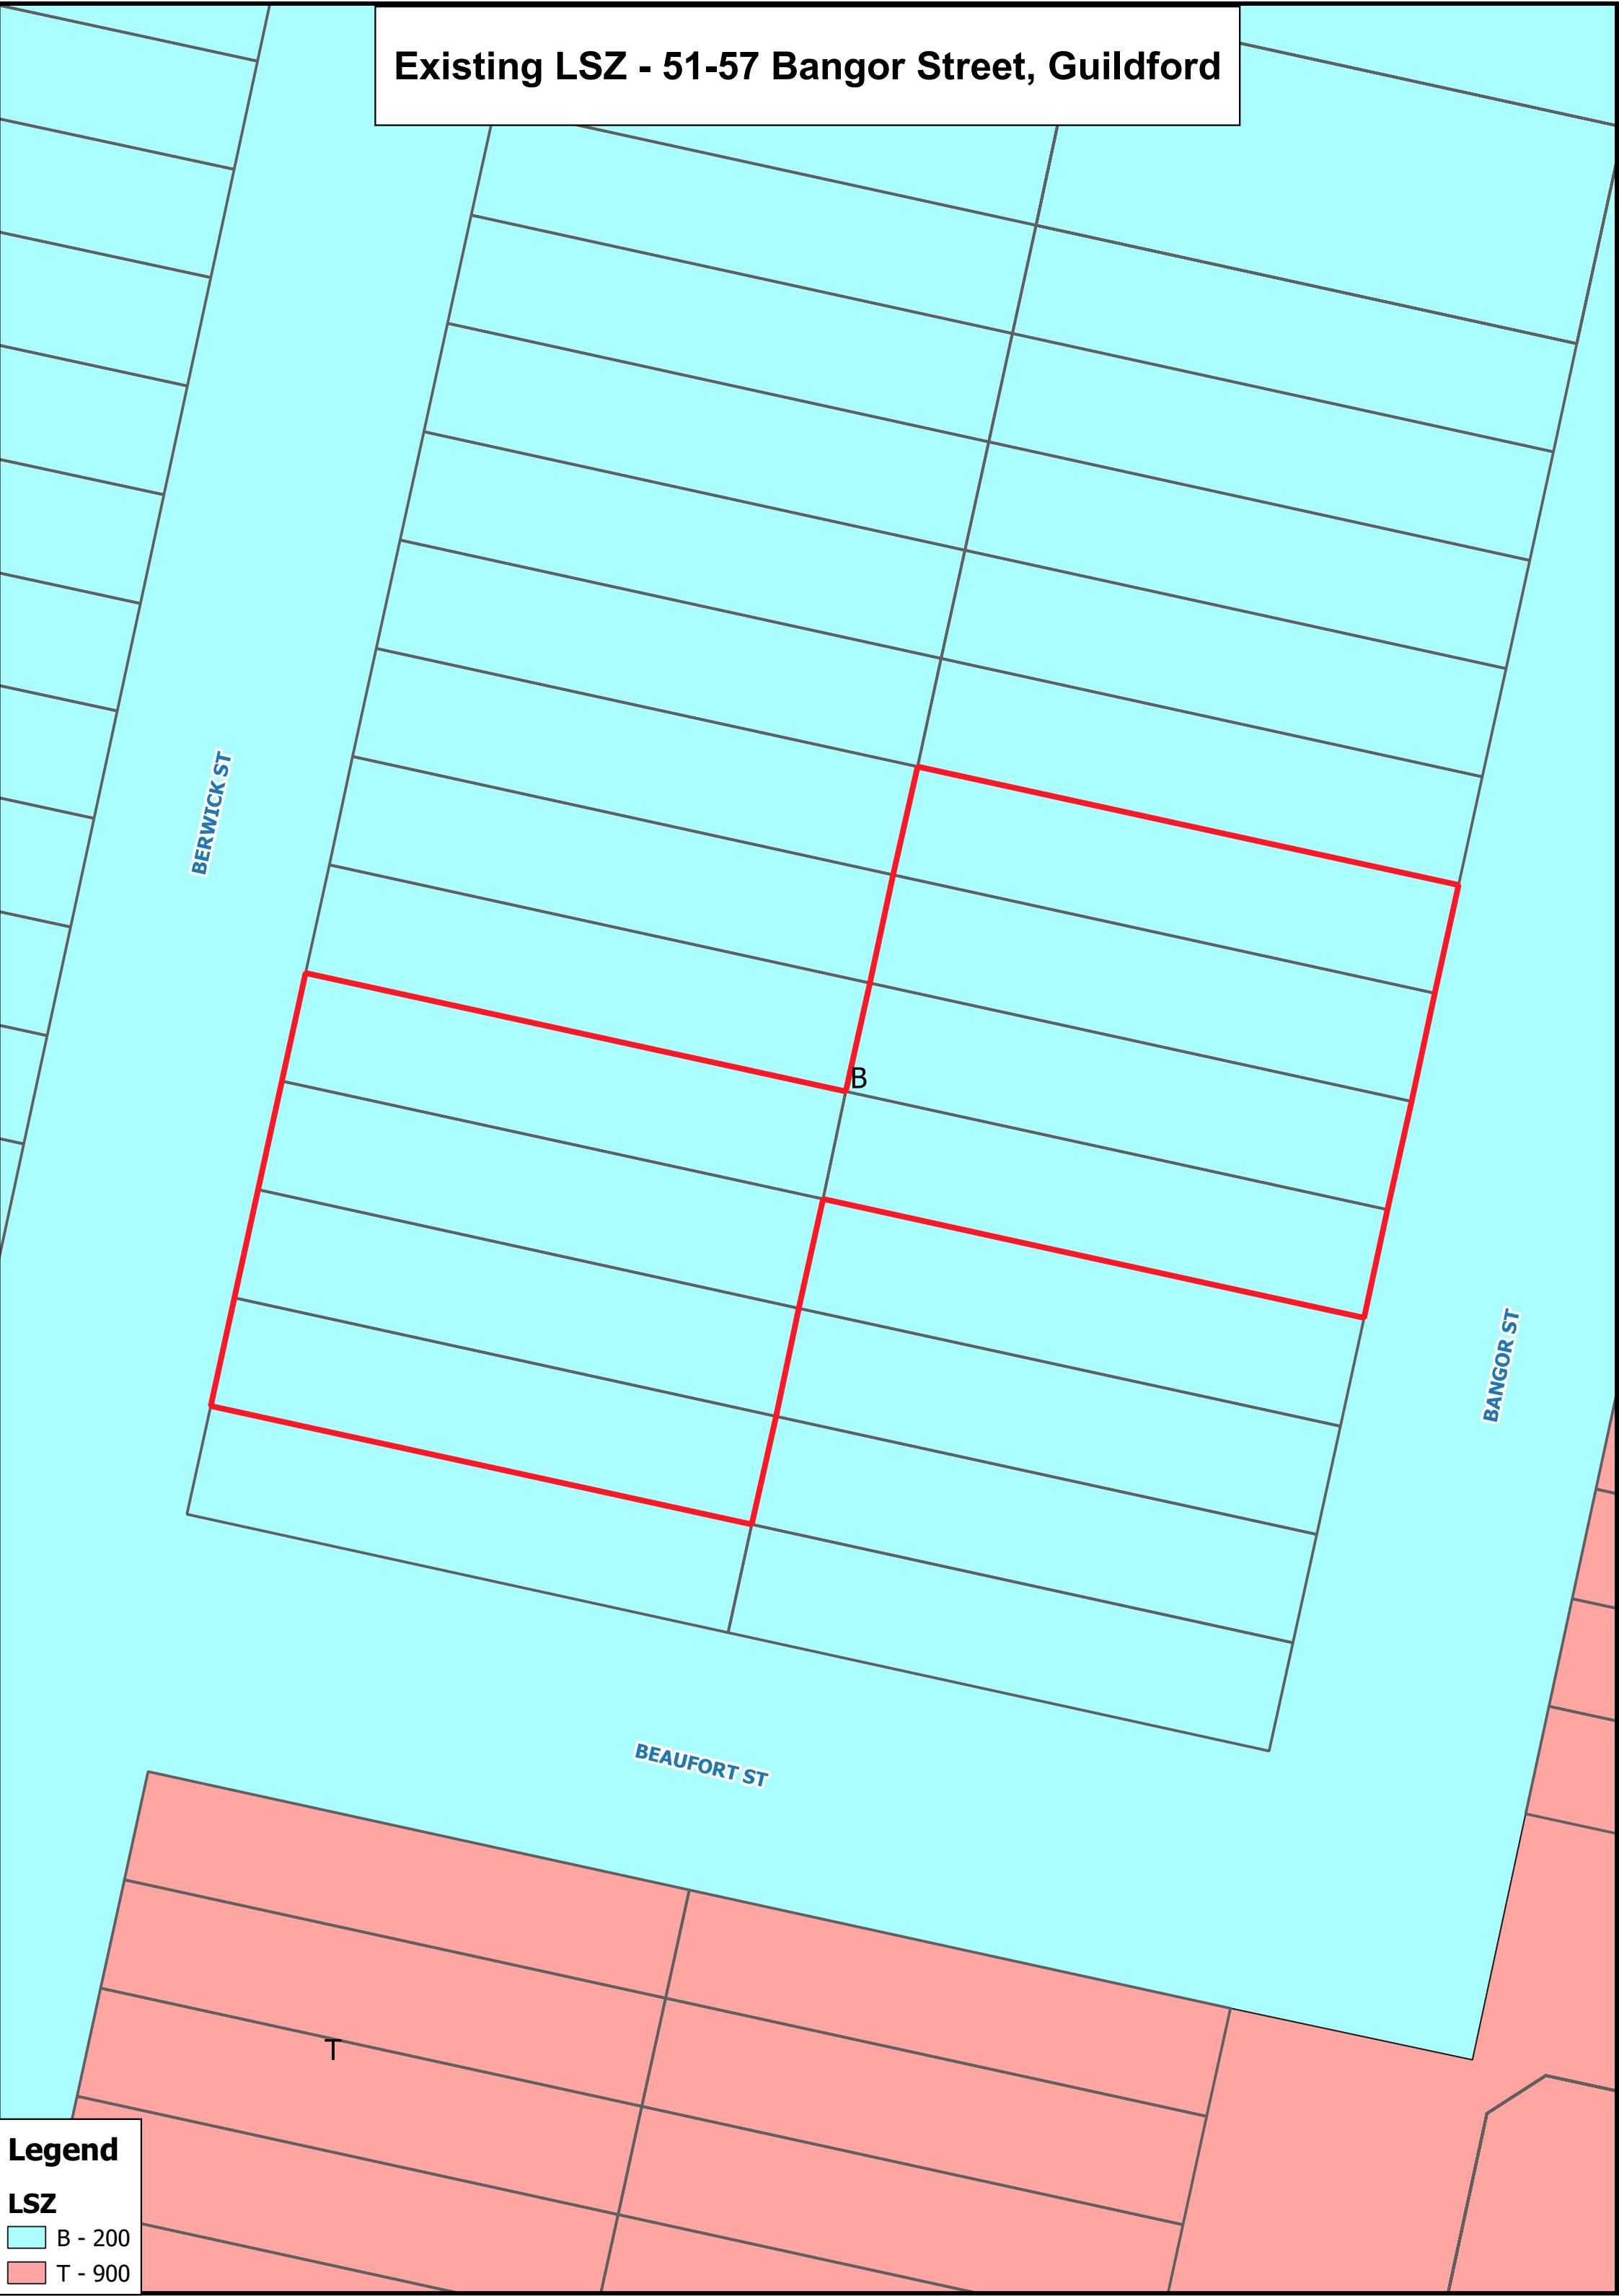 Existing LSZ - 51-57 Bangor Street, Guildford
BERWICK ST
B
BANGOR ST
BEAUFORT ST
T
Legend
LSZ
B - 200
T - 900